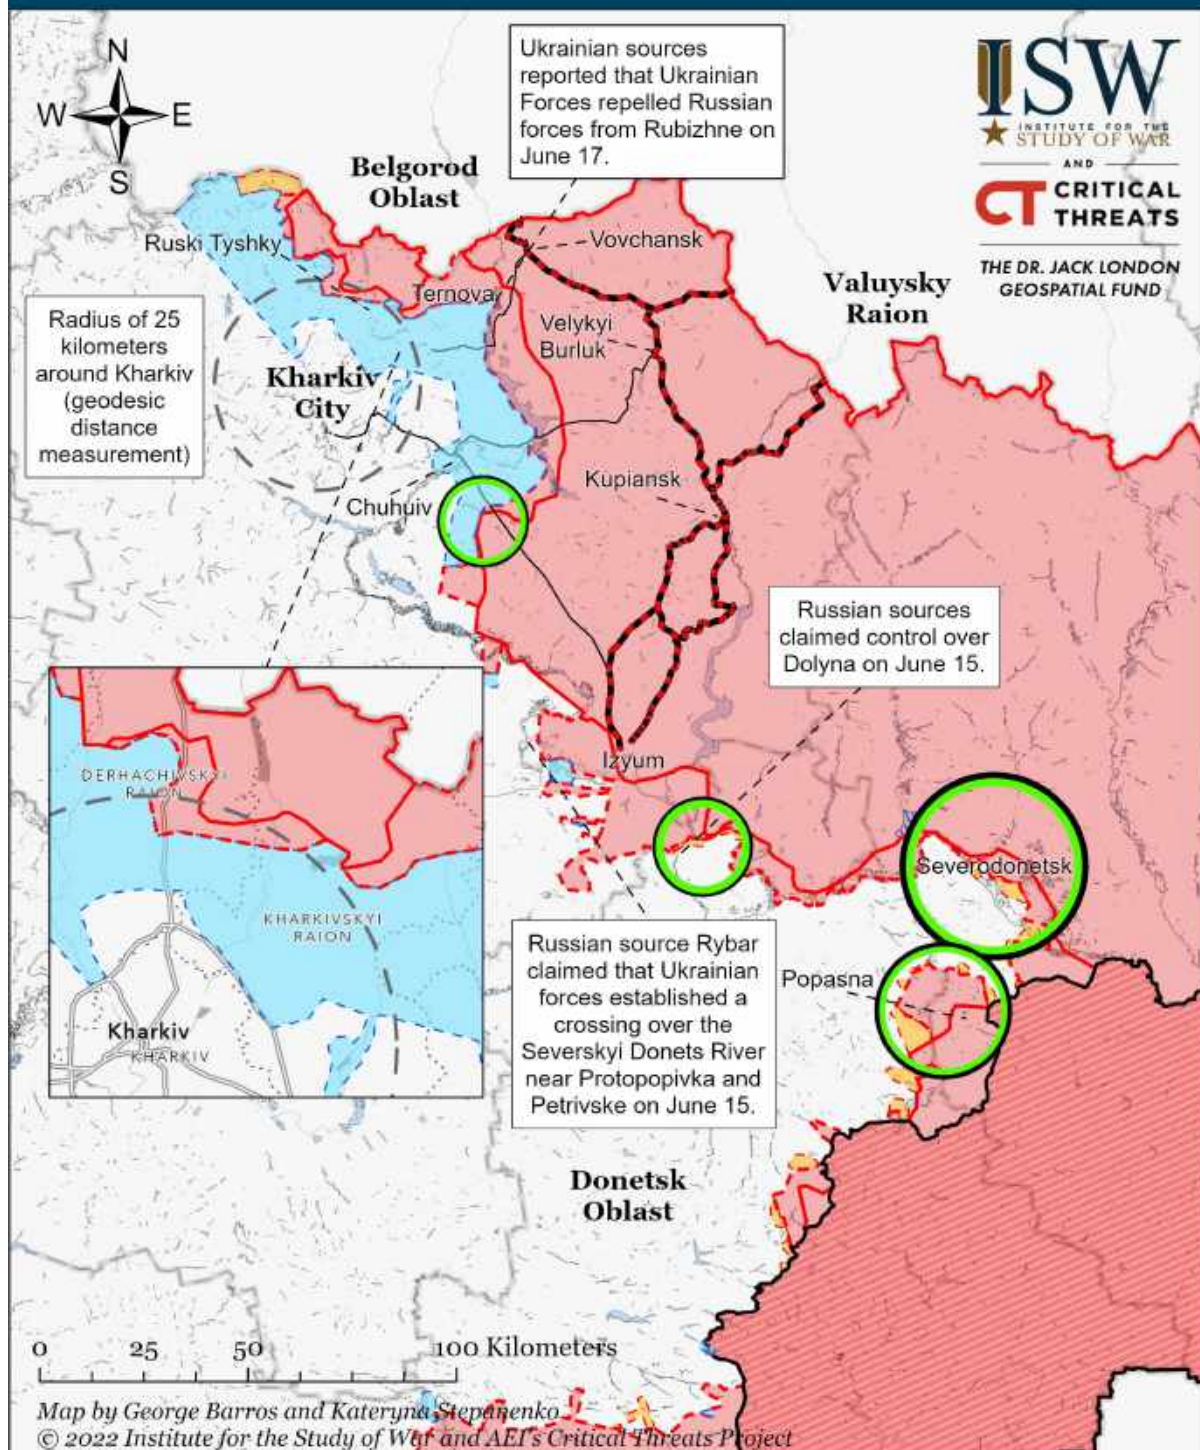 N
W E
S
Ukrainian sources
reported that Ukrainian
Forces repelled Russian
forces from Rubizhne on
June 17.
ISW
INSTITUTE FOR THE
STUDY OF WAR
AND
CT CRITICAL
THREATS
THE DR. JACK LONDON
GEOSPATIAL FUND
Belgorod
Oblast
Ruski Tyshky
Vovchansk
Valuysky
Raion
Ternova
Radius of 25
kilometers
around Kharkiv
(geodesic
distance
measurement)
Velykyi
Burluk
Kharkiv
City
Kupiansk
Chuhuiv
Russian sources
claimed control over
Dolyna on June 15.
Izyum
DERHACHIVSKYI
RAION
KHARKIVSKYI
RAION
Kharkiv
KHARKIV
Severodonetsk
Popasna
Russian source Rybar
claimed that Ukrainian
forces established a
crossing over the
Severskyi Donets River
near Protopopivka and
Petrivske on June 15.
Donetsk
Oblast
0 25 50 100 Kilometers
Map by George Barros and Kateryna Stepanenko
© 2022 Institute for the Study of War and AEI's Critical Threats Project